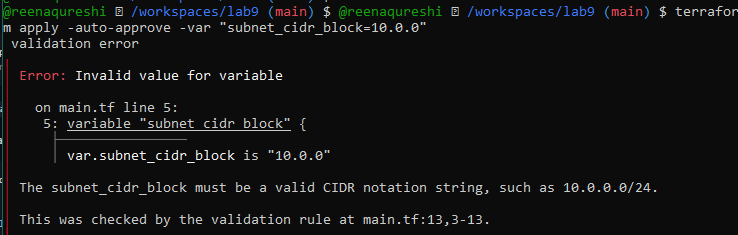 @reenaqureshi /workspaces/lab9 (main) $ @reenaqureshi /workspaces/lab9 (main) $ terrafor
m apply -auto-approve -var "subnet_cidr_block=10.0.0"
validation error
Error: Invalid value for variable
on main.tf line 5:
5: variable "subnet_cidr_block" {
var.subnet_cidr_block is "10.0.0"
The subnet_cidr_block must be a valid CIDR notation string, such as 10.0.0.0/24.
This was checked by the validation rule at main.tf:13,3-13.